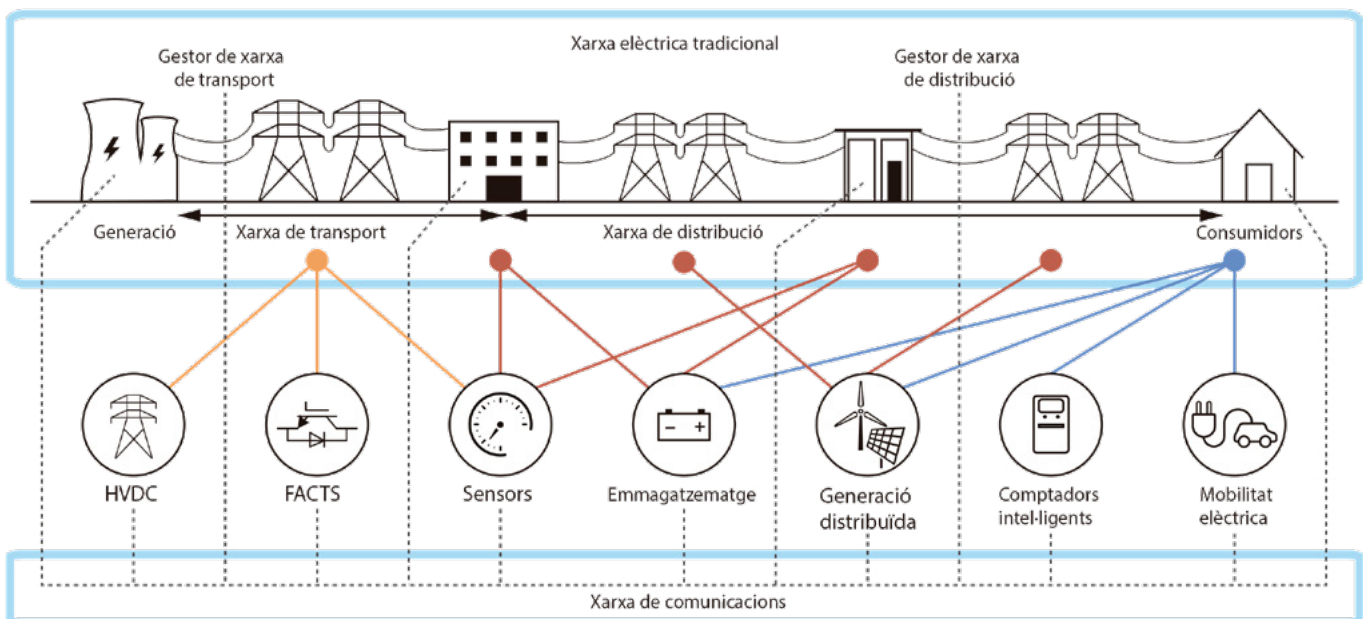 Xarxa elèctrica tradicional
Gestor de xarxa
de transport
Gestor de xarxa
de distribució
Generació
Xarxa de transport
Xarxa de distribució
Consumidors
HVDC
FACTS
Sensors
Emmagatzematge
Generació
distribuïda
Comptadors
intel·ligents
Mobilitat
elèctrica
Xarxa de comunicacions